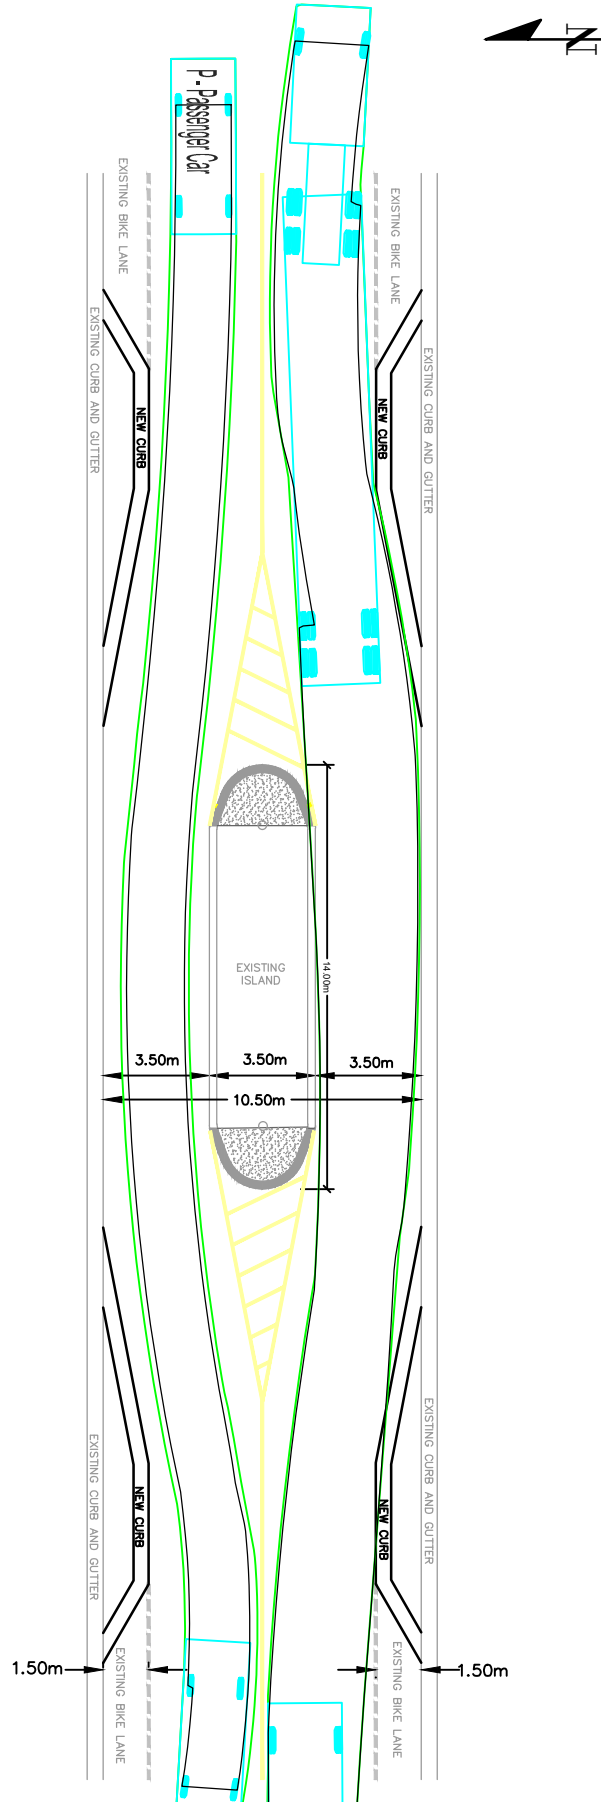 N
P - Passenger Car
EXISTING BIKE LANE
EXISTING BIKE LANE
EXISTING CURB AND GUTTER
EXISTING CURB AND GUTTER
NEW CURB
NEW CURB
14.00m
EXISTING
ISLAND
3.50m
3.50m
3.50m
10.50m
EXISTING CURB AND GUTTER
EXISTING CURB AND GUTTER
NEW CURB
NEW CURB
EXISTING BIKE LANE
EXISTING BIKE LANE
1.50m
1.50m